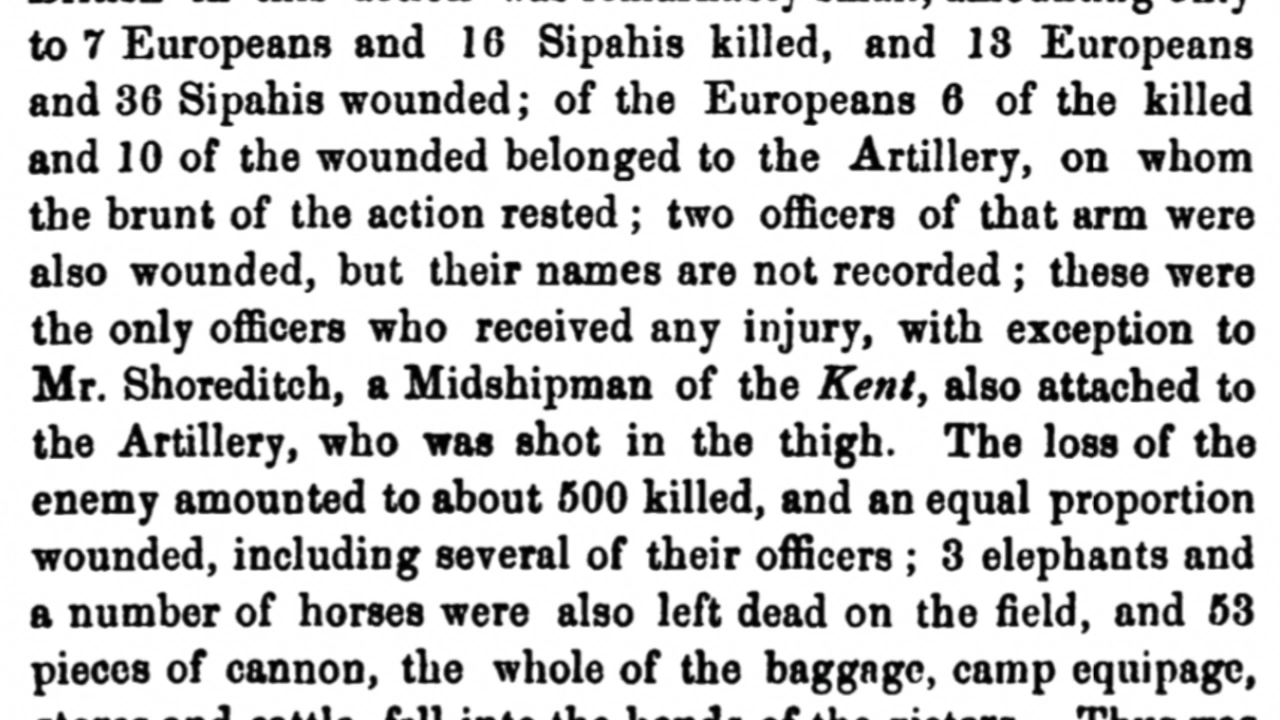 to 7 Europeans and 16 Sipahis killed, and 13 Europeans
and 36 Sipahis wounded; of the Europeans 6 of the killed
and 10 of the wounded belonged to the Artillery, on whom
the brunt of the action rested ; two officers of that arm were
also wounded, but their names are not recorded ; these were
the only officers who received any injury, with exception to
Mr. Shoreditch, a Midshipman of the Kent, also attached to
the Artillery, who was shot in the thigh. The loss of the
enemy amounted to about 500 killed, and an equal proportion
wounded, including several of their officers ; 3 elephants and
a number of horses were also left dead on the field, and 53
pieces of cannon, the whole of the baggage, camp equipage,